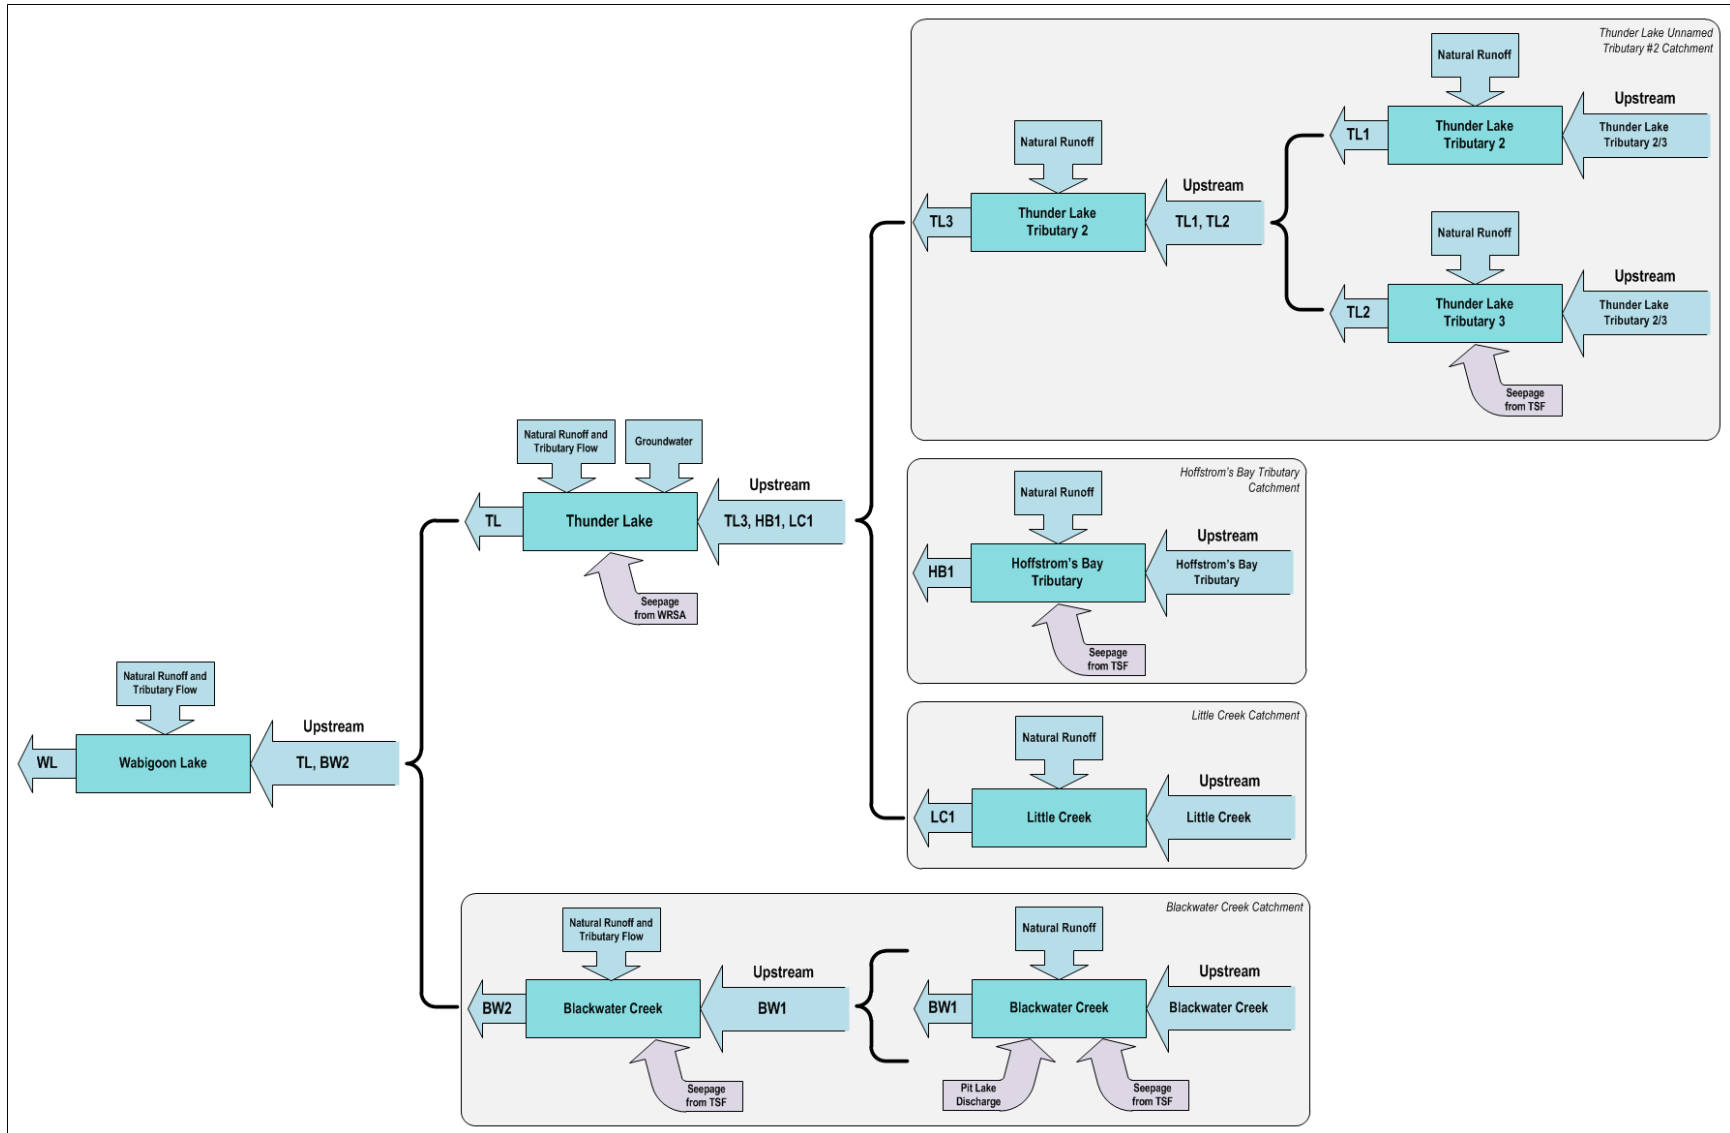 Thunder Lake Unnamed
Tributary #2 Catchment
Natural Runoff
Upstream
TL1
Thunder Lake
Tributary 2
Thunder Lake
Tributary 2/3
Natural Runoff
Upstream
TL3
Thunder Lake
Tributary 2
TL1, TL2
Natural Runoff
Upstream
TL2
Thunder Lake
Tributary 3
Thunder Lake
Tributary 2/3
Seepage
from TSF
Natural Runoff and
Tributary Flow
Groundwater
Upstream
TL
Thunder Lake
TL3, HB1, LC1
Seepage
from WRSA
Hoffstrom's Bay Tributary
Catchment
Natural Runoff
Upstream
HB1
Hoffstrom's Bay
Tributary
Hoffstrom's Bay
Tributary
Seepage
from TSF
Natural Runoff and
Tributary Flow
Upstream
WL
Wabigoon Lake
TL, BW2
Little Creek Catchment
Natural Runoff
Upstream
LC1
Little Creek
Little Creek
Blackwater Creek Catchment
Natural Runoff and
Tributary Flow
Upstream
BW2
Blackwater Creek
BW1
Seepage
from TSF
Natural Runoff
Upstream
BW1
Blackwater Creek
Blackwater Creek
Pit Lake
Discharge
Seepage
from TSF